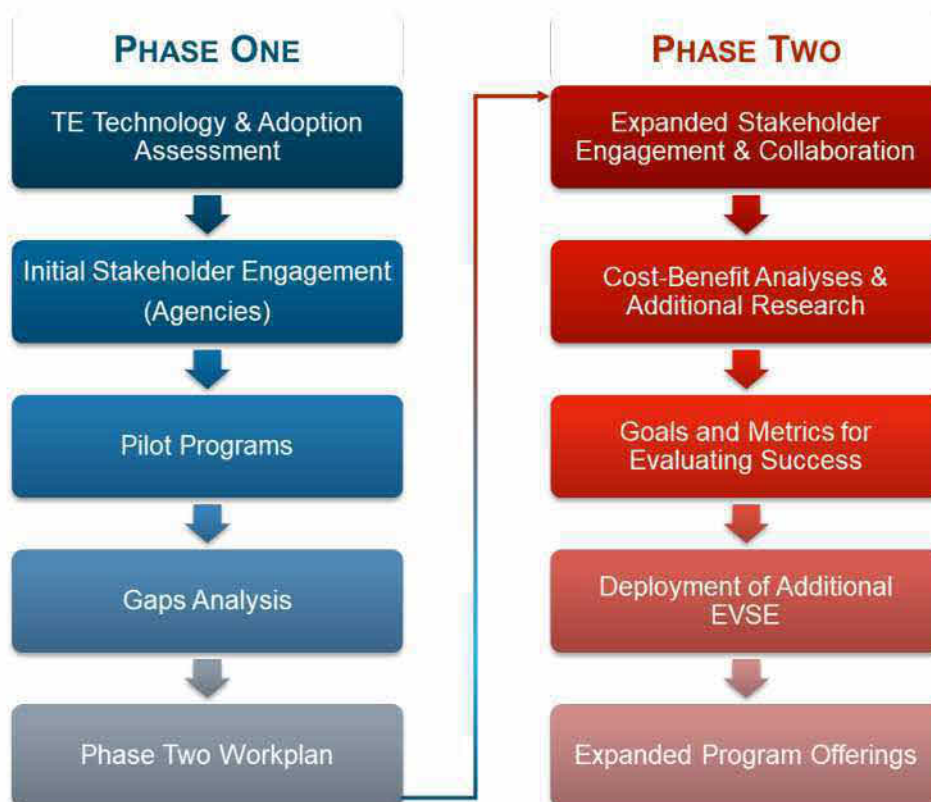 PHASE ONE
TE Technology & Adoption
Assessment
Initial Stakeholder Engagement
(Agencies)
Pilot Programs
Gaps Analysis
Phase Two Workplan
PHASE TWO
Expanded Stakeholder
Engagement & Collaboration
Cost-Benefit Analyses &
Additional Research
Goals and Metrics for
Evaluating Success
Deployment of Additional
EVSE
Expanded Program Offerings